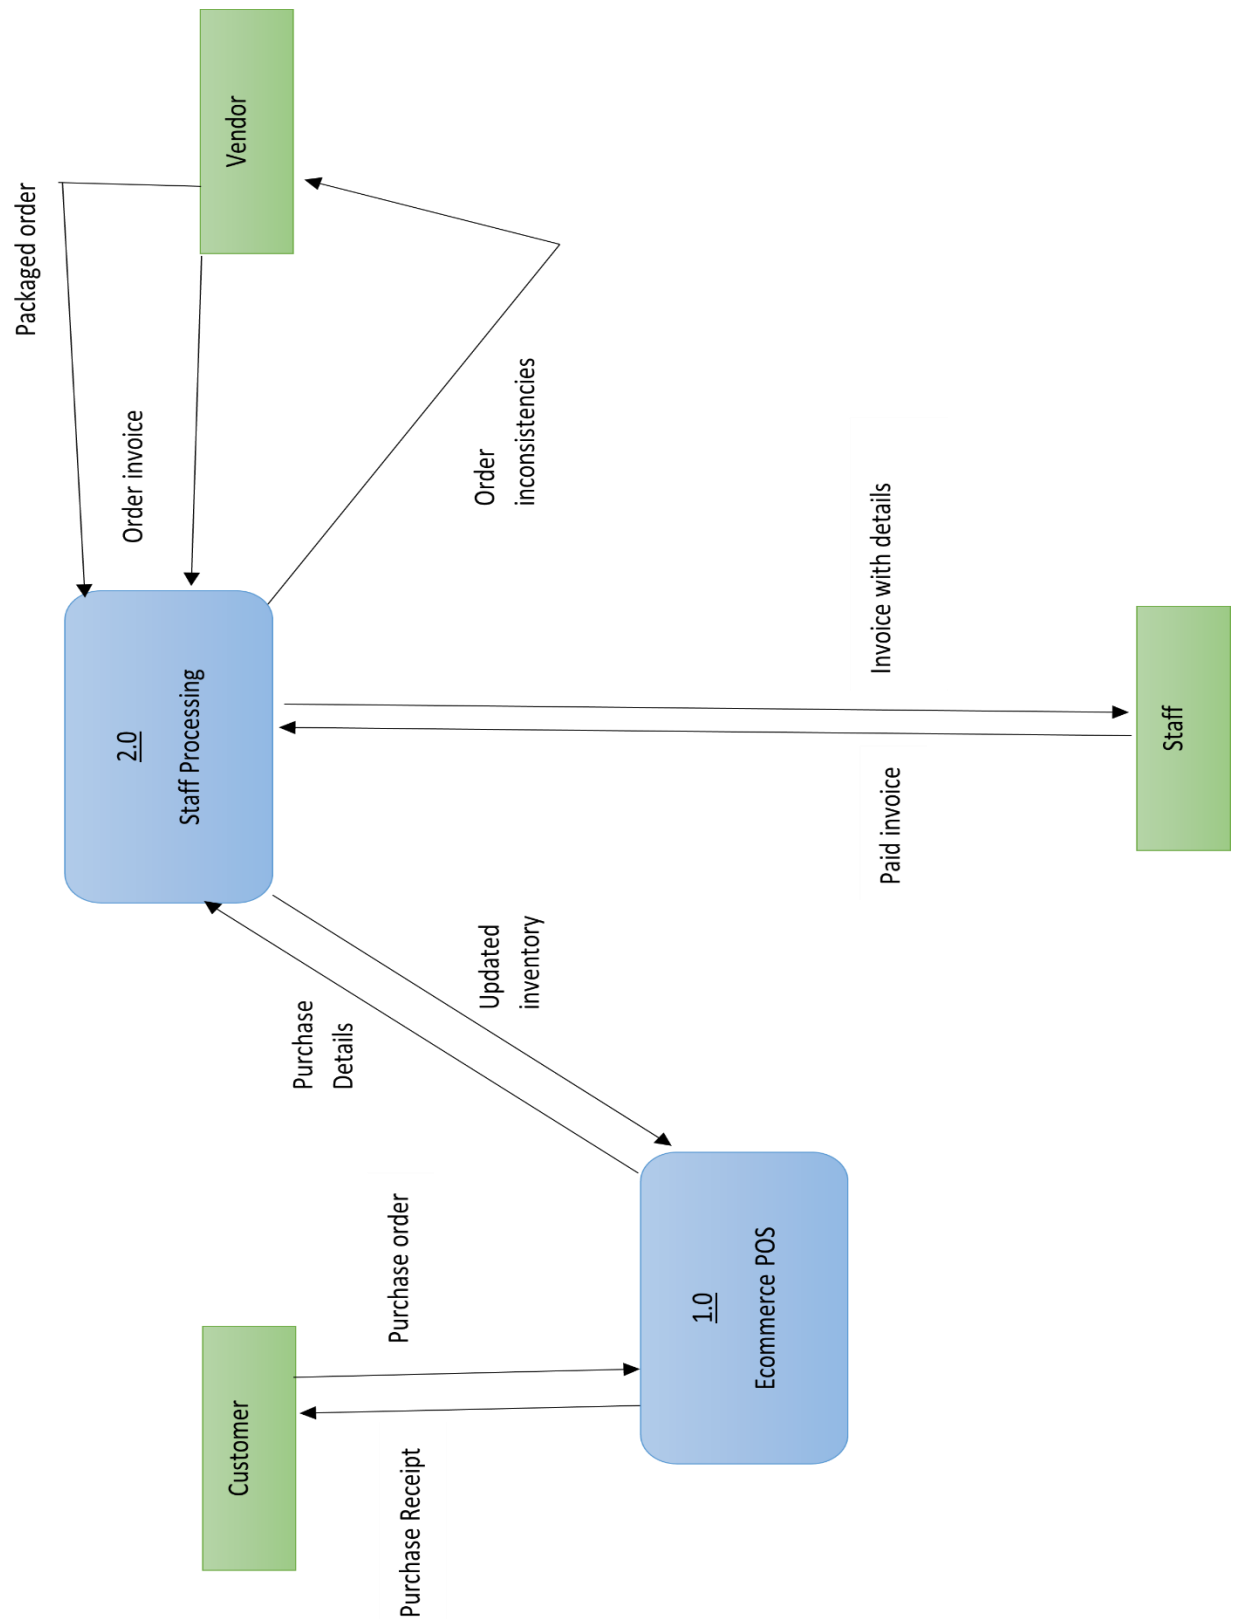 Customer
Purchase Receipt
Purchase order
1.0
Ecommerce POS
Purchase
Details
Updated
inventory
2.0
Staff Processing
Paid invoice
Invoice with details
Staff
Order invoice
Packaged order
Order
inconsistencies
Vendor